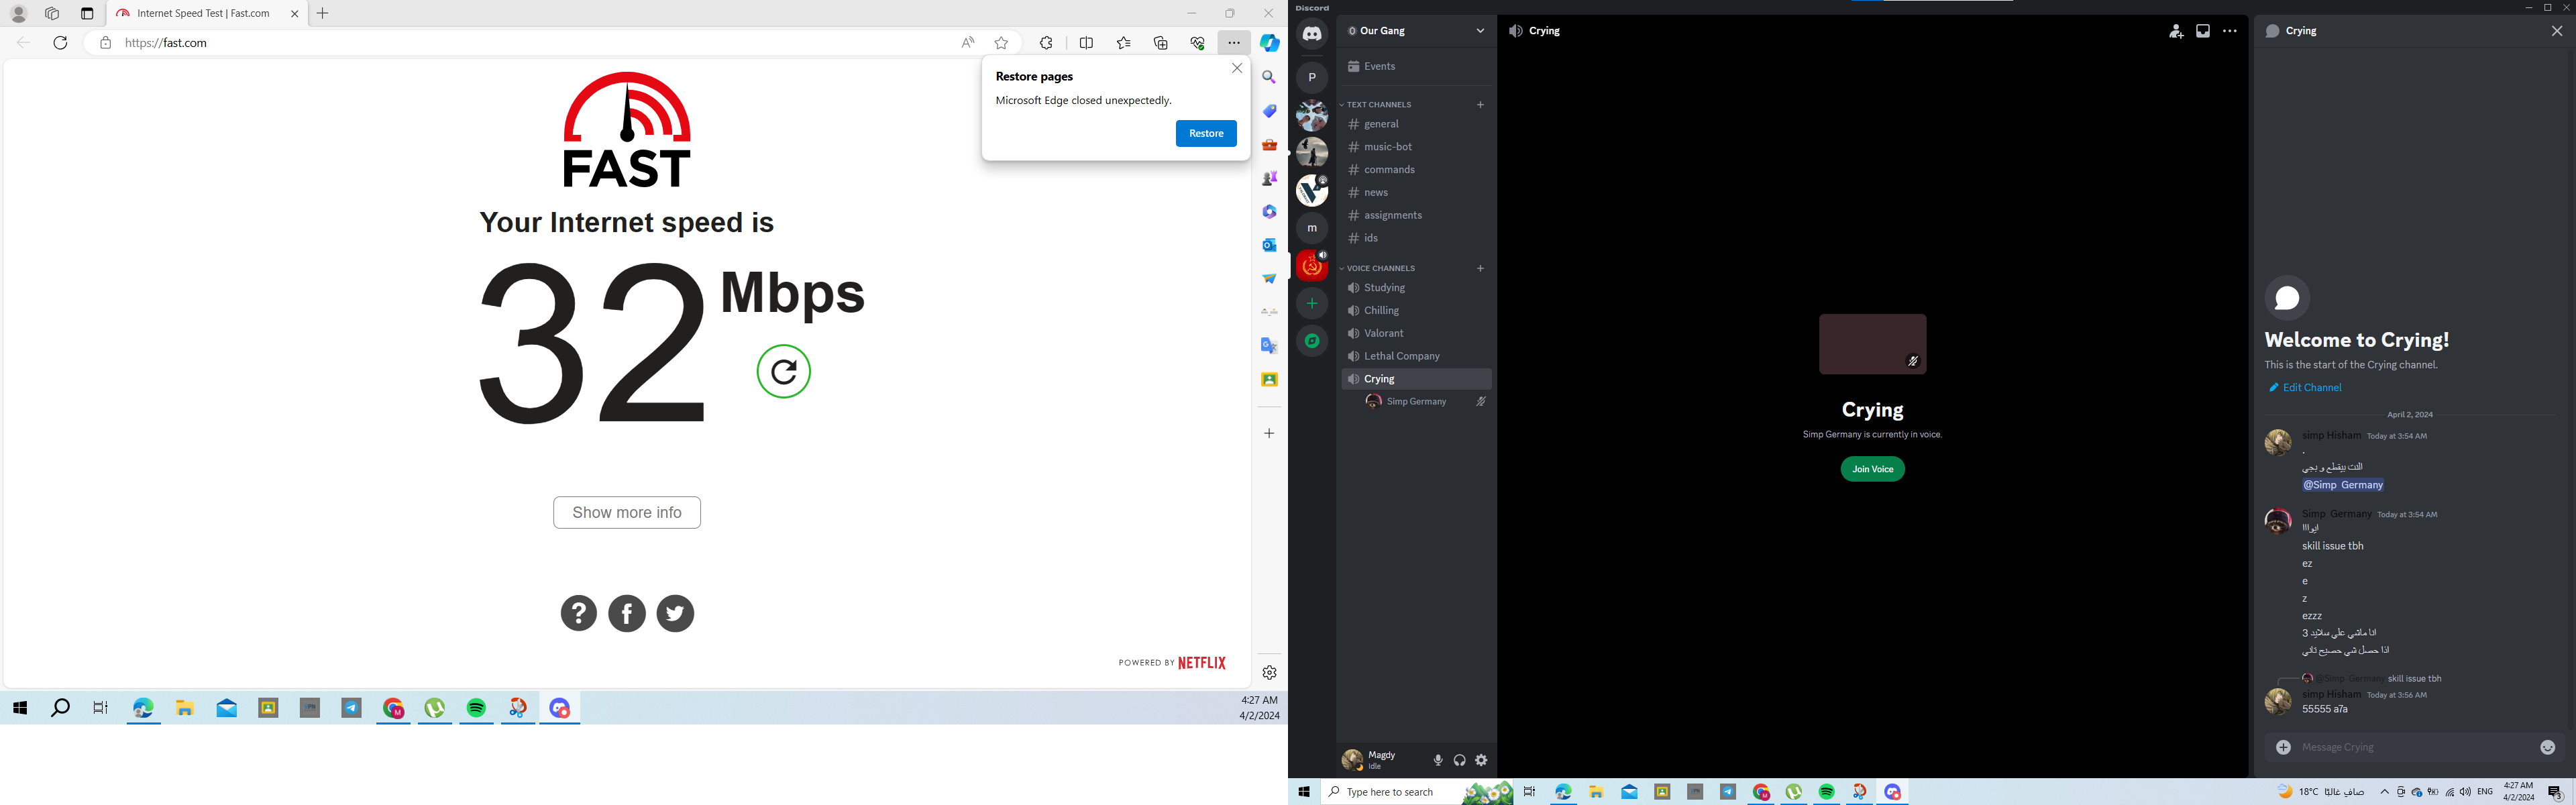 Internet Speed Test | Fast.com
https://fast.com
Restore pages
Microsoft Edge closed unexpectedly.
Restore
FAST
Your Internet speed is
32 Mbps
Show more info
POWERED BY NETFLIX
4:27 AM
4/2/2024
Discord
Our Gang
Events
TEXT CHANNELS
general
music-bot
commands
news
assignments
ids
VOICE CHANNELS
Studying
Chilling
Valorant
Lethal Company
Crying
Simp Germany
P
m
Magdy
Idle
Crying
Crying
Simp Germany is currently in voice.
Join Voice
Crying
Welcome to Crying!
This is the start of the Crying channel.
Edit Channel
April 2, 2024
simp Hisham Today at 3:54 AM
.
النت بيقطع و بجي
@Simp Germany
Simp Germany Today at 3:54 AM
ايوااا
skill issue tbh
ez
e
z
ezzz
انا ماشي علي سلايد 3
اذا حصل شي حصيح تاني
@Simp Germany skill issue tbh
simp Hisham Today at 3:56 AM
55555 a7a
Message Crying
Type here to search
18°C صافٍ غالبًا
ENG
4:27 AM
4/2/2024
3